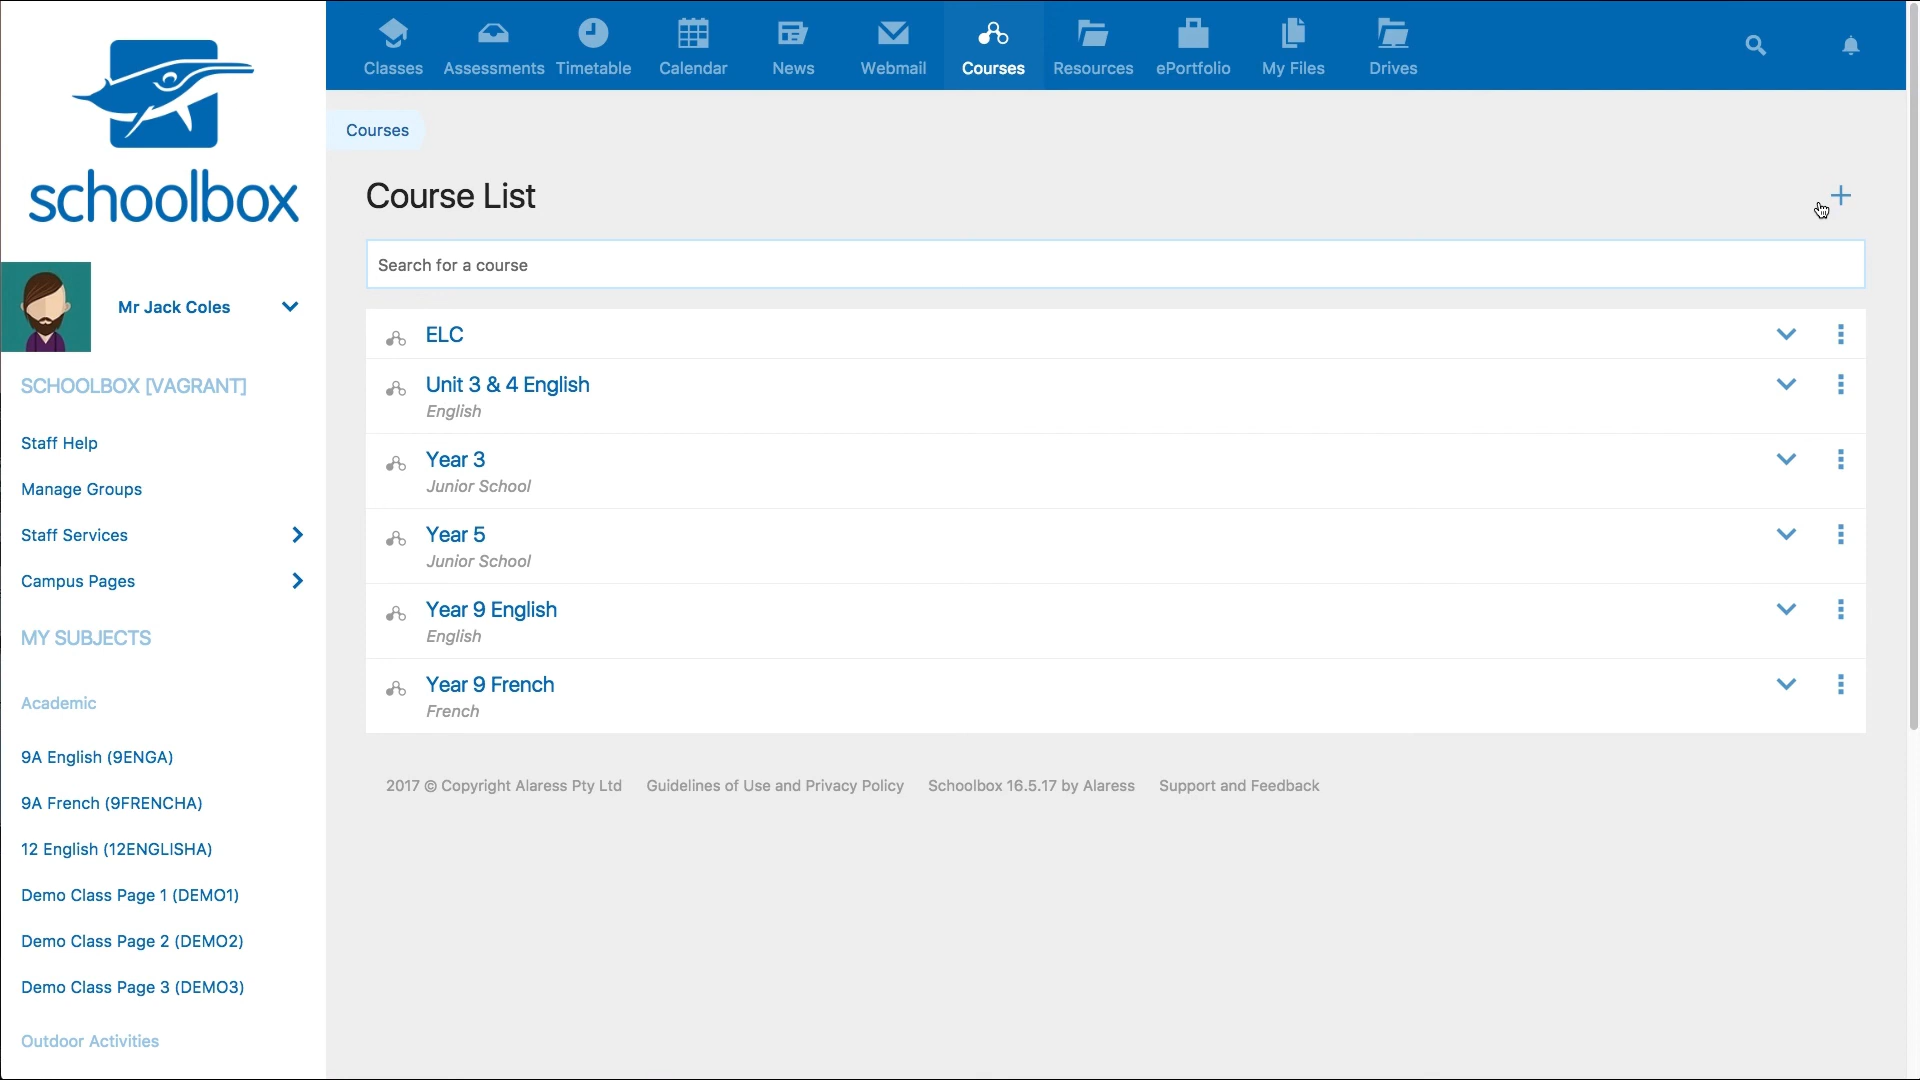 schoolbox
Classes Assessments Timetable Calendar News Webmail Courses Resources ePortfolio My Files Drives
Courses
Course List
Search for a course
Mr Jack Coles
SCHOOLBOX [VAGRANT]
Staff Help
Manage Groups
Staff Services
Campus Pages
MY SUBJECTS
Academic
9A English (9ENGA)
9A French (9FRENCHA)
12 English (12ENGLISHA)
Demo Class Page 1 (DEMO1)
Demo Class Page 2 (DEMO2)
Demo Class Page 3 (DEMO3)
Outdoor Activities
ELC
Unit 3 & 4 English
English
Year 3
Junior School
Year 5
Junior School
Year 9 English
English
Year 9 French
French
2017 © Copyright Alaress Pty Ltd Guidelines of Use and Privacy Policy Schoolbox 16.5.17 by Alaress Support and Feedback